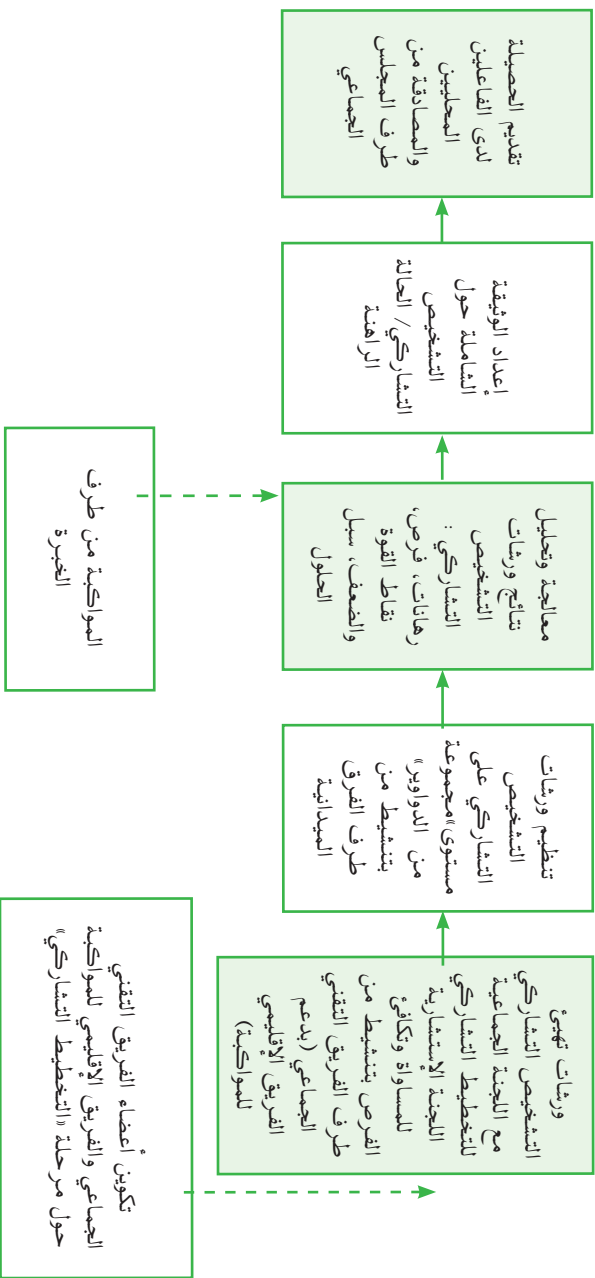 ورشات تهيئ
التشخيص التشاركي
مع اللجنة الجماعية
للتخطيط التشاركي
اللجنة الأستشارية
للمساواة وتكافئ
الفرص بتنشيط من
طرف الفريق التقني
الجماعي (بدعم
الفريق الإقليمي
للمواكبة)
تنظيم ورشات
التشخيص
التشاركي على
مستوى»مجموعة
من الدواوير»
بتنشيط من
طرف الفرق
الميدانية
معالجة وتحليل
نتائج ورشات
التشخيص
التشاركي :
رهانات، فرص،
نقاط القوة
والضعف، سبل
الحلول
أعداد الوثيقة
الشاملة حول
التشخيص
التشاركي/ الحالة
الراهنة
تقديم الحصيلة
لدى الفاعلين
المحليين
والمصادقة من
طرف المجلس
الجماعي
تكوين أعضاء الفريق التقني
الجماعي والفريق الإقليمي للمواكبة
حول مرحلة «التخطيط التشاركي»
المواكبة من طرف
الخبرة